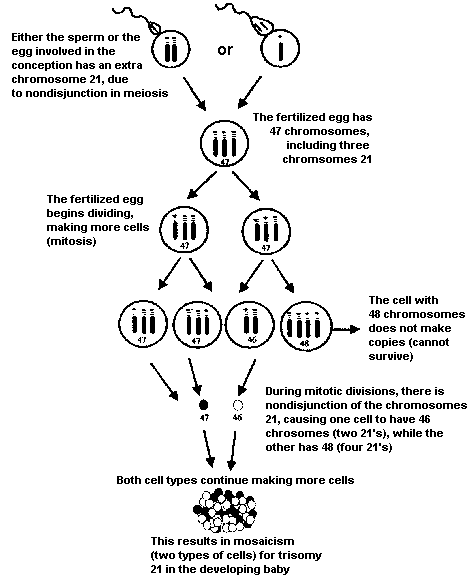 Either the sperm or the
egg involved in the
conception has an extra
chromosome 21, due
to nondisjunction in meiosis
or
The fertilized egg has
47 chromosomes,
including three
chromsomes 21
47
The fertilized egg
begins dividing,
making more cells
(mitosis)
47
47
47
47
46
48
The cell with
48 chromosomes
does not make
copies (cannot
survive)
47
46
During mitotic divisions, there is
nondisjunction of the chromosomes
21, causing one cell to have 46
chrosomes (two 21's), while the
other has 48 (four 21's)
Both cell types continue making more cells
This results in mosaicism
(two types of cells) for trisomy
21 in the developing baby